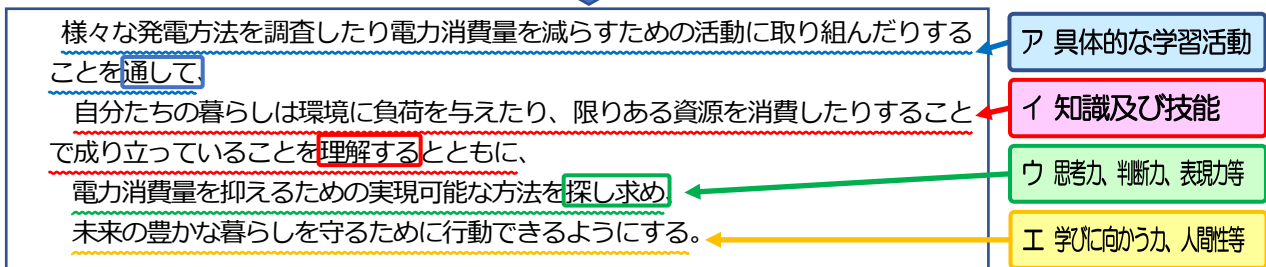 様々な発電方法を調査したり電力消費量を減らすための活動に取り組んだりする
ことを通して、
自分たちの暮らしは環境に負荷を与えたり、限りある資源を消費したりすること
で成り立っていることを理解するとともに、
電力消費量を抑えるための実現可能な方法を探し求め、
未来の豊かな暮らしを守るために行動できるようにする。
ア 具体的な学習活動
イ 知識及び技能
ウ 思考力、判断力、表現力等
エ 学びに向かう力、人間性等